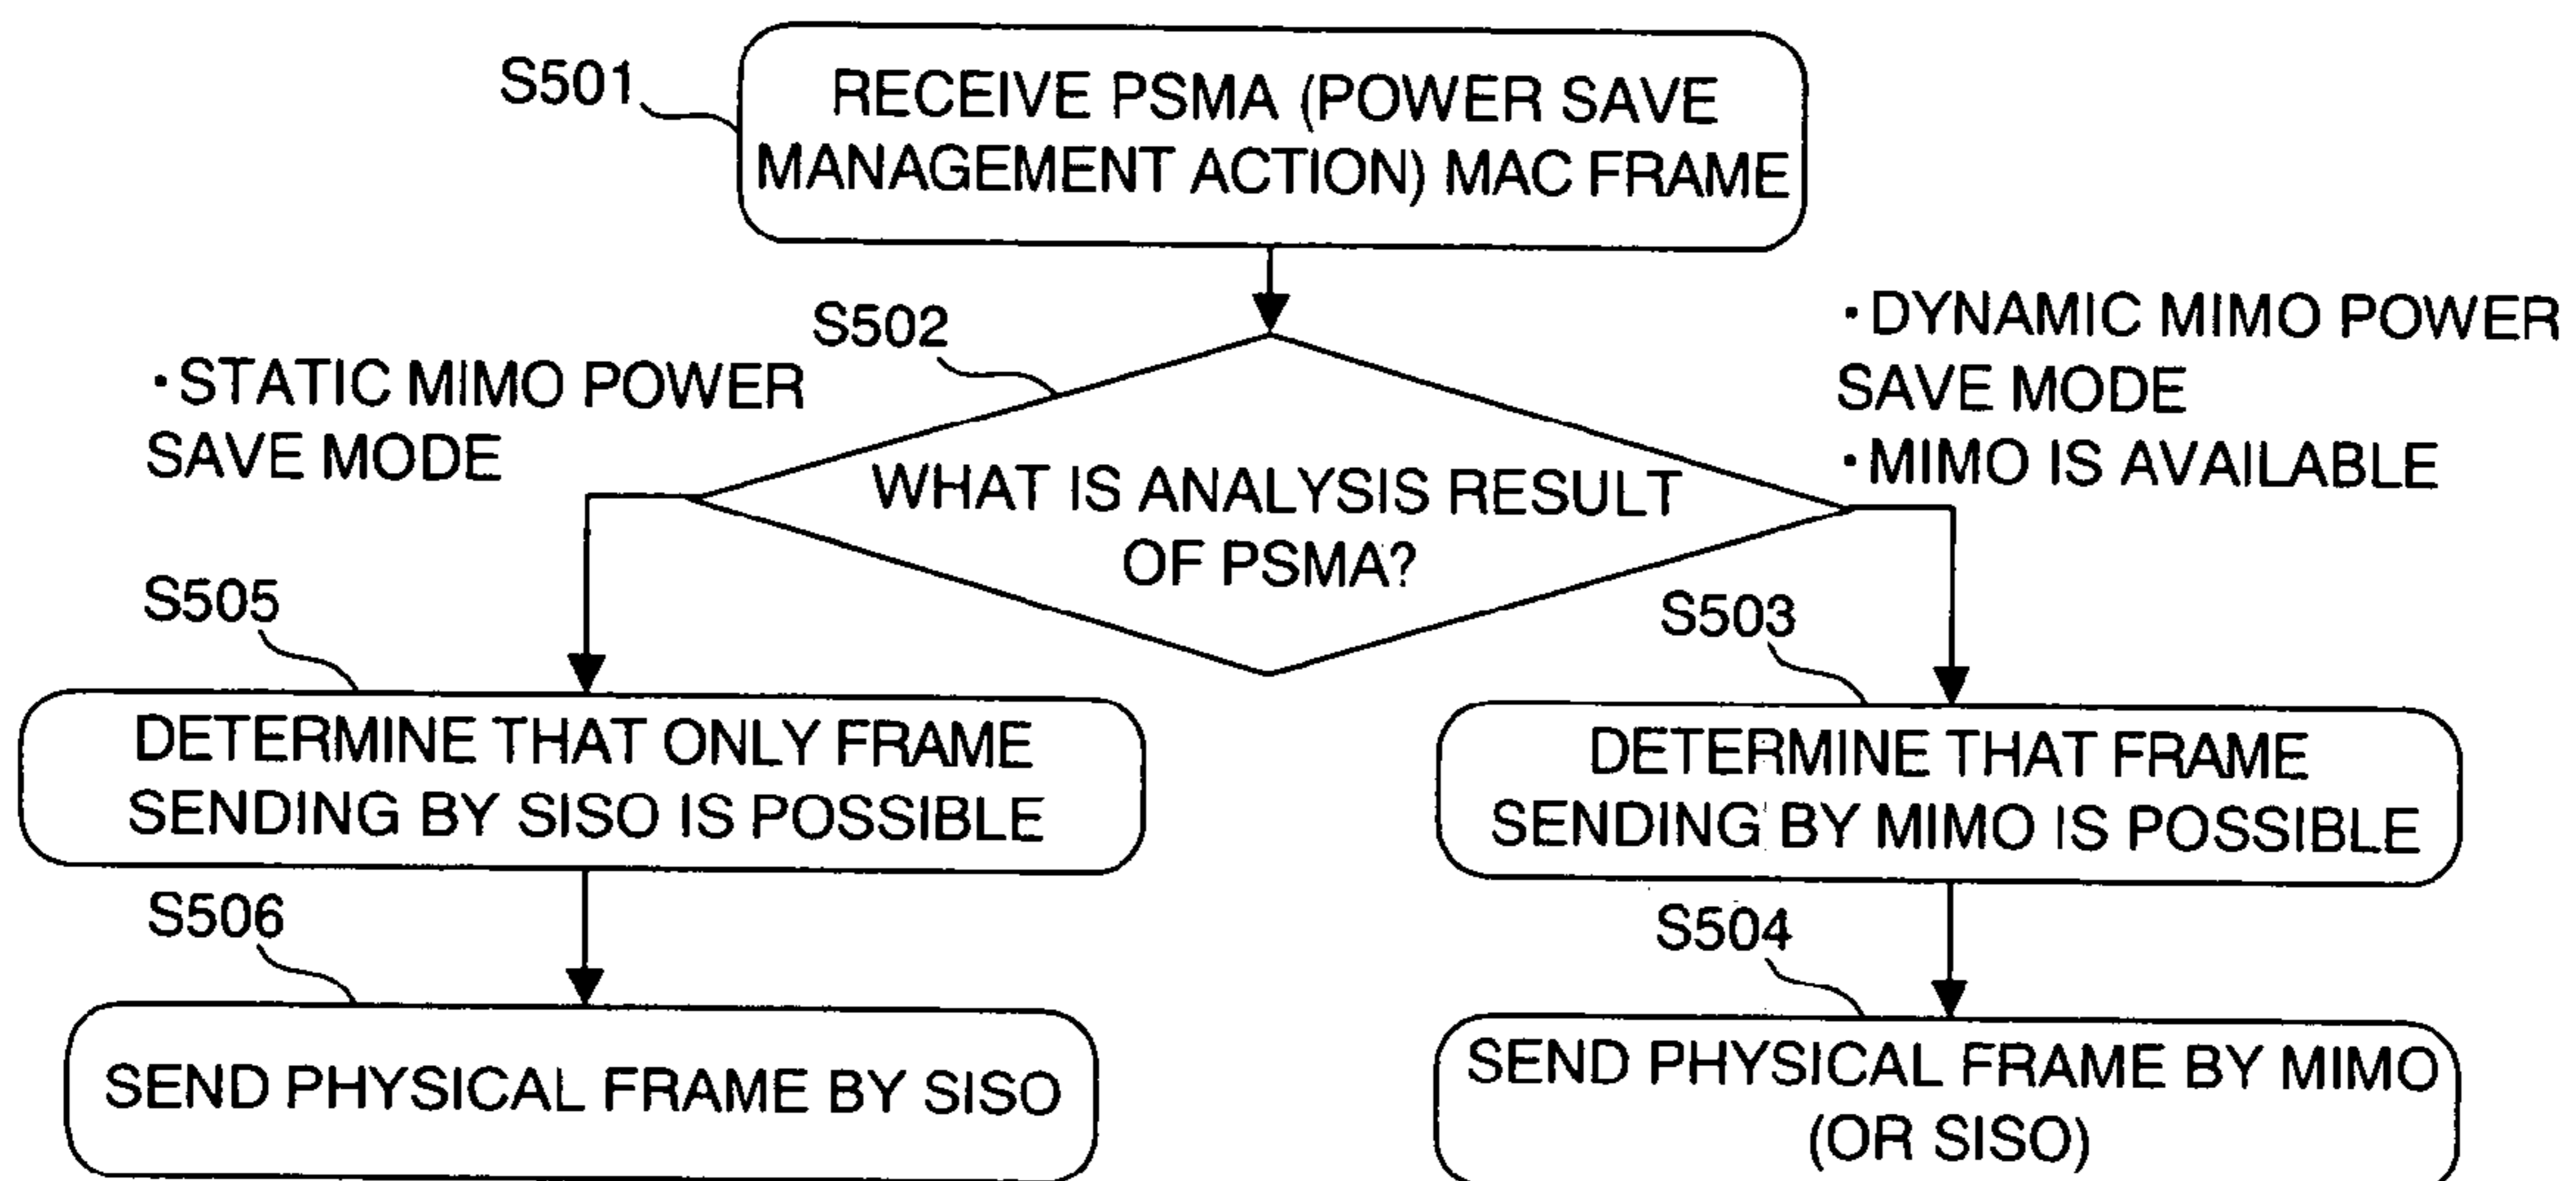 S501
RECEIVE PSMA (POWER SAVE
MANAGEMENT ACTION) MAC FRAME
S502
・STATIC MIMO POWER
SAVE MODE
・DYNAMIC MIMO POWER
SAVE MODE
・MIMO IS AVAILABLE
WHAT IS ANALYSIS RESULT
OF PSMA?
S505
DETERMINE THAT ONLY FRAME
SENDING BY SISO IS POSSIBLE
S503
DETERMINE THAT FRAME
SENDING BY MIMO IS POSSIBLE
S506
SEND PHYSICAL FRAME BY SISO
S504
SEND PHYSICAL FRAME BY MIMO
(OR SISO)